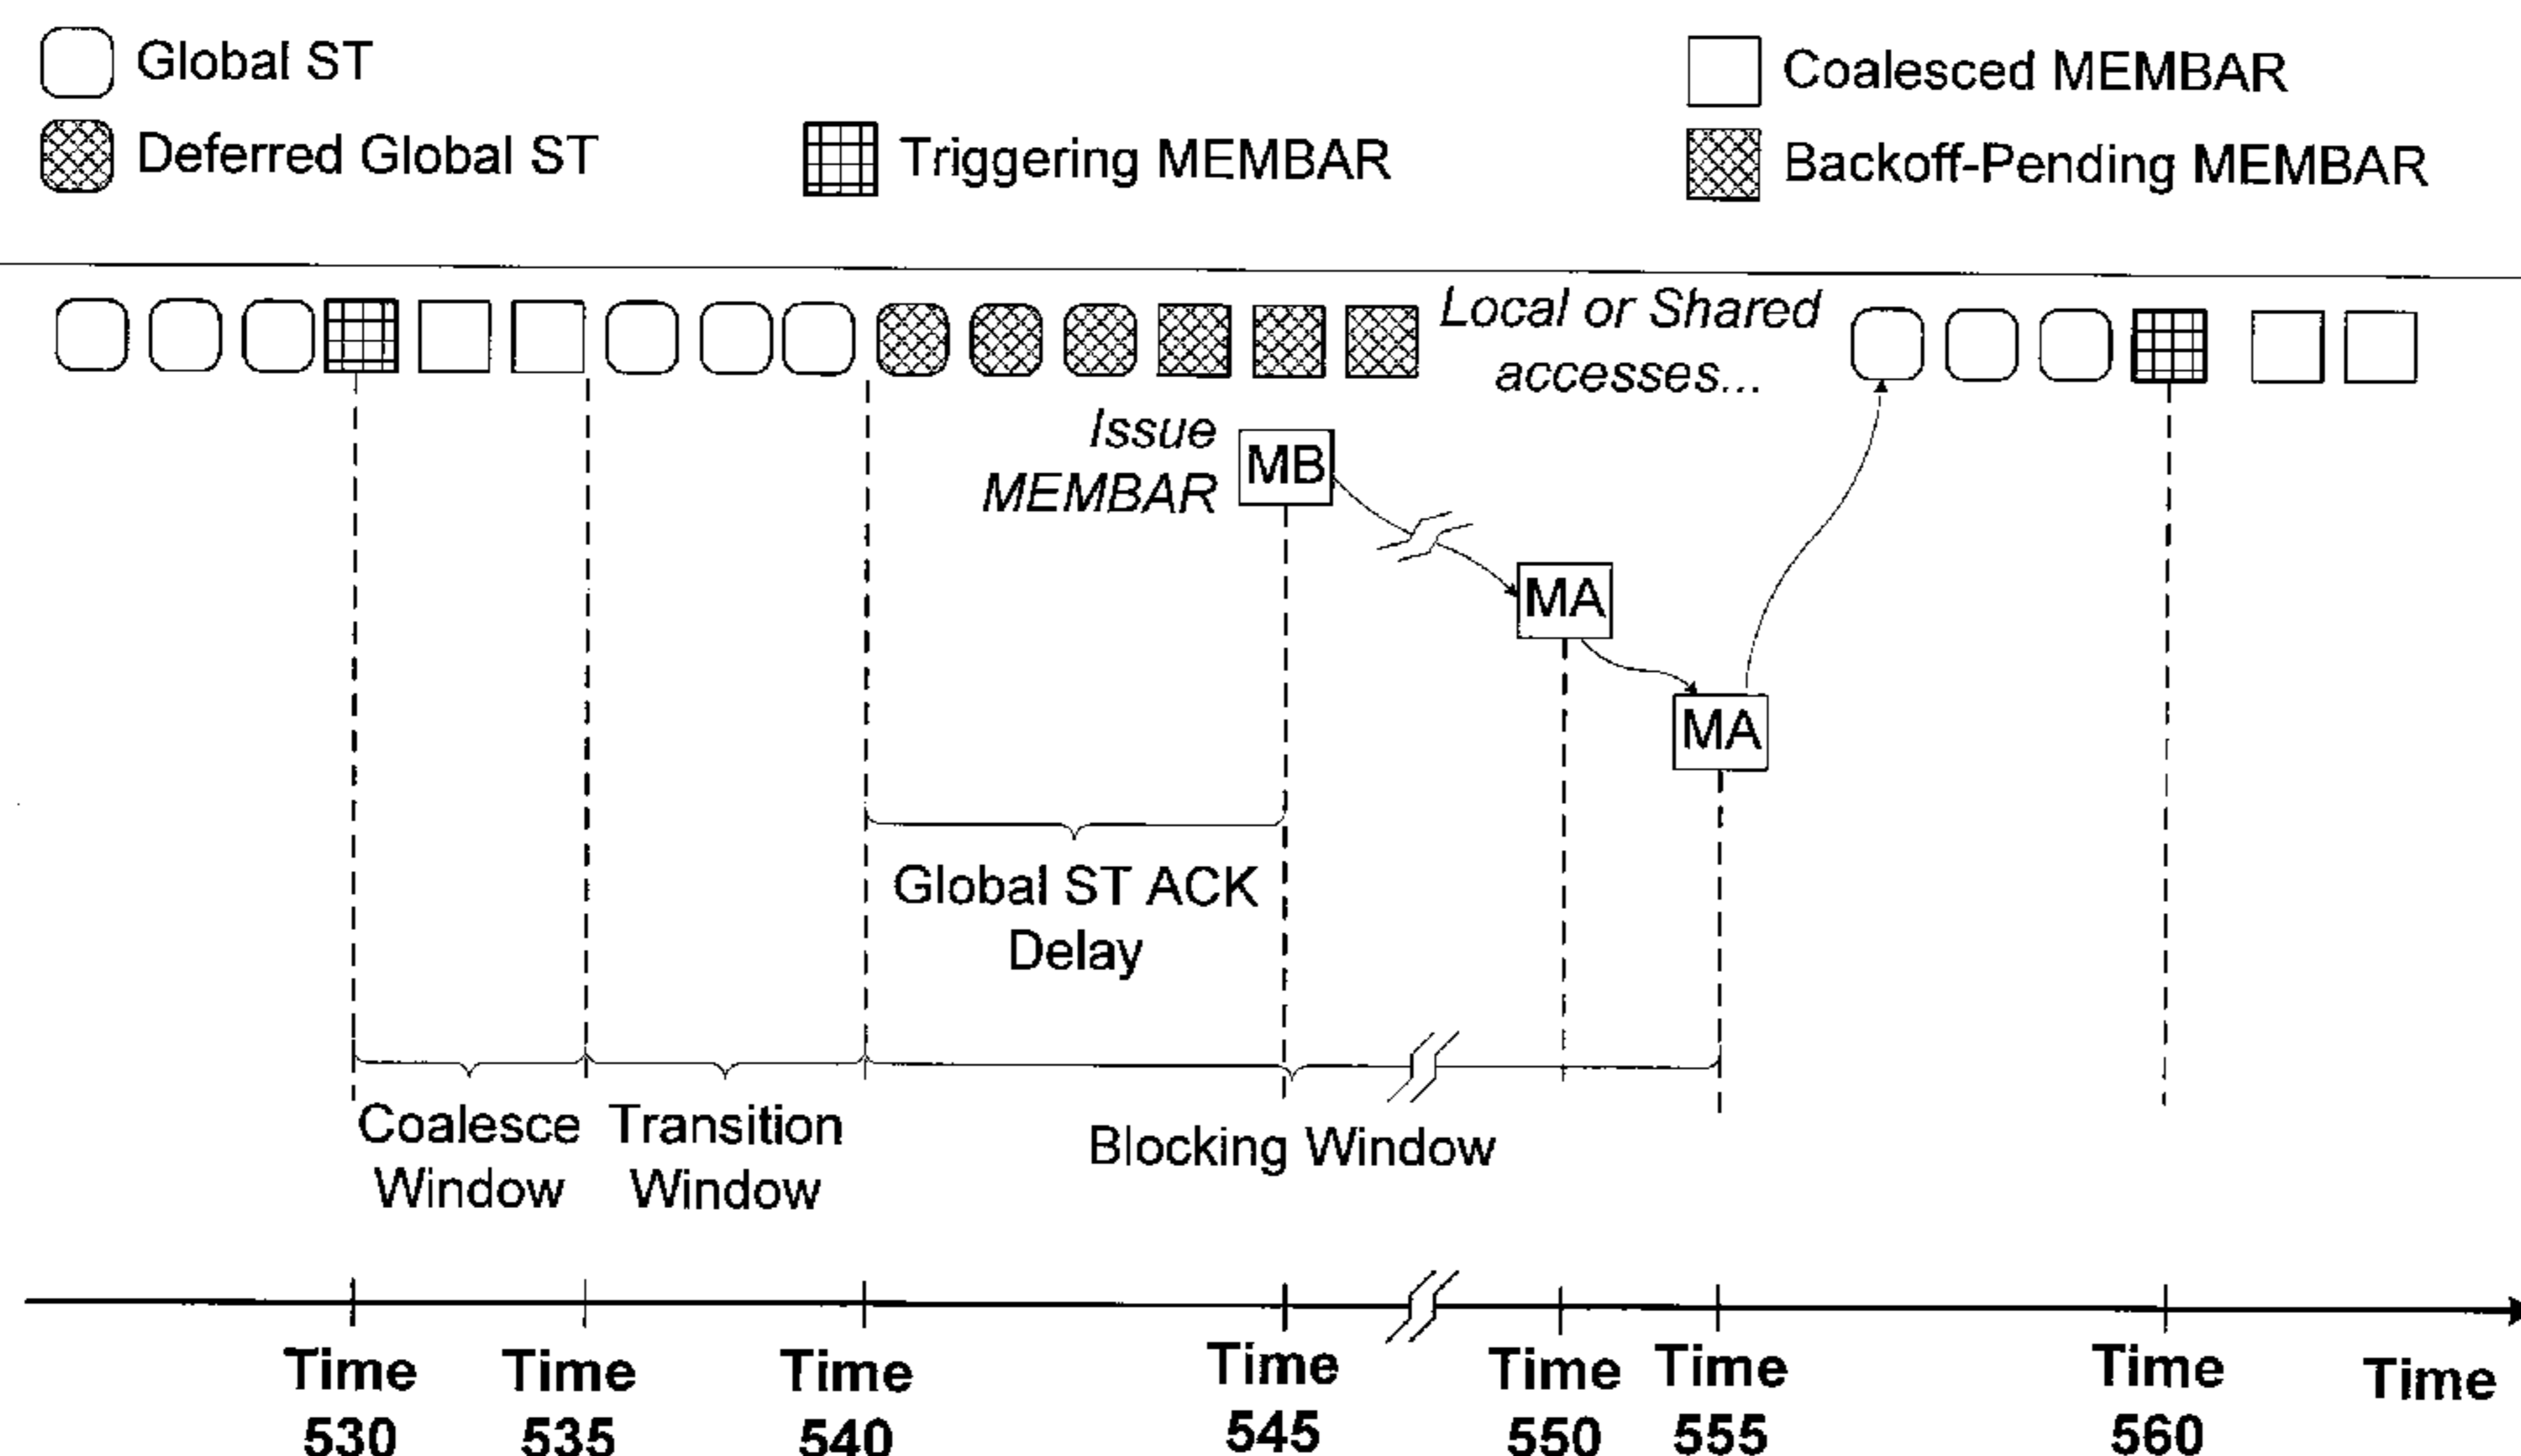 Global ST
Deferred Global ST
Triggering MEMBAR
Coalesced MEMBAR
Backoff-Pending MEMBAR
Local or Shared
accesses...
Issue
MEMBAR
MB
MA
MA
Global ST ACK
Delay
Coalesce
Window
Transition
Window
Blocking Window
Time
530
Time
535
Time
540
Time
545
Time
550
Time
555
Time
560
Time